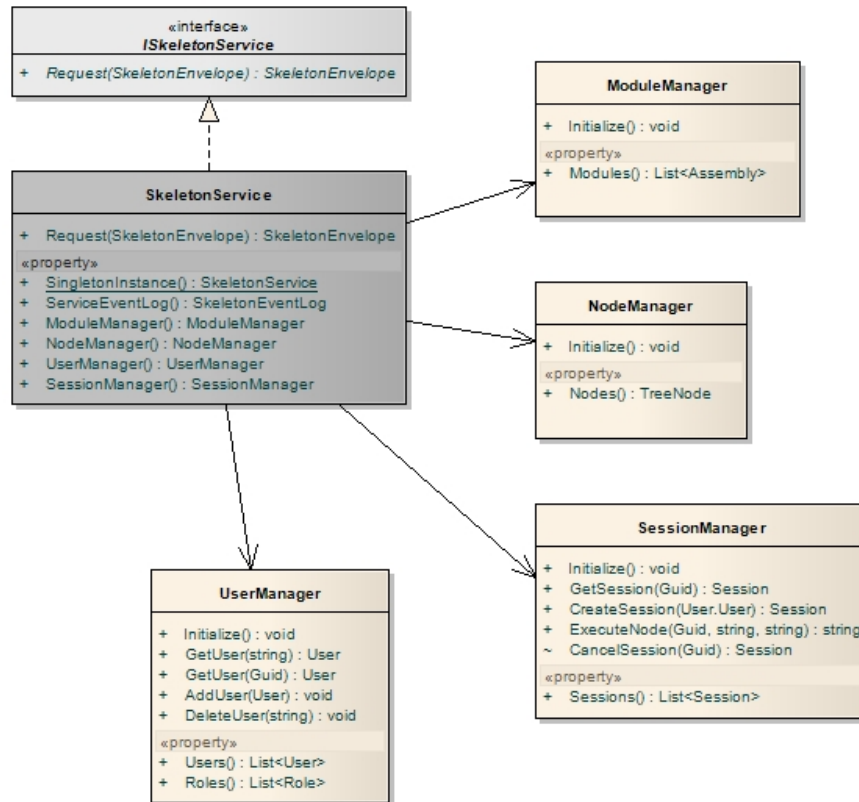 «interface»
ISkeletonService
+ Request(SkeletonEnvelope) : SkeletonEnvelope
SkeletonService
+ Request(SkeletonEnvelope) : SkeletonEnvelope
«property»
+ SingletonInstance() : SkeletonService
+ ServiceEventLog() : SkeletonEventLog
+ ModuleManager() : ModuleManager
+ NodeManager() : NodeManager
+ UserManager() : UserManager
+ SessionManager() : SessionManager
ModuleManager
+ Initialize() : void
«property»
+ Modules() : List<Assembly>
NodeManager
+ Initialize() : void
«property»
+ Nodes() : TreeNode
SessionManager
+ Initialize() : void
+ GetSession(Guid) : Session
+ CreateSession(User.User) : Session
+ ExecuteNode(Guid, string, string) : string
~ CancelSession(Guid) : Session
«property»
+ Sessions() : List<Session>
UserManager
+ Initialize() : void
+ GetUser(string) : User
+ GetUser(Guid) : User
+ AddUser(User) : void
+ DeleteUser(string) : void
«property»
+ Users() : List<User>
+ Roles() : List<Role>